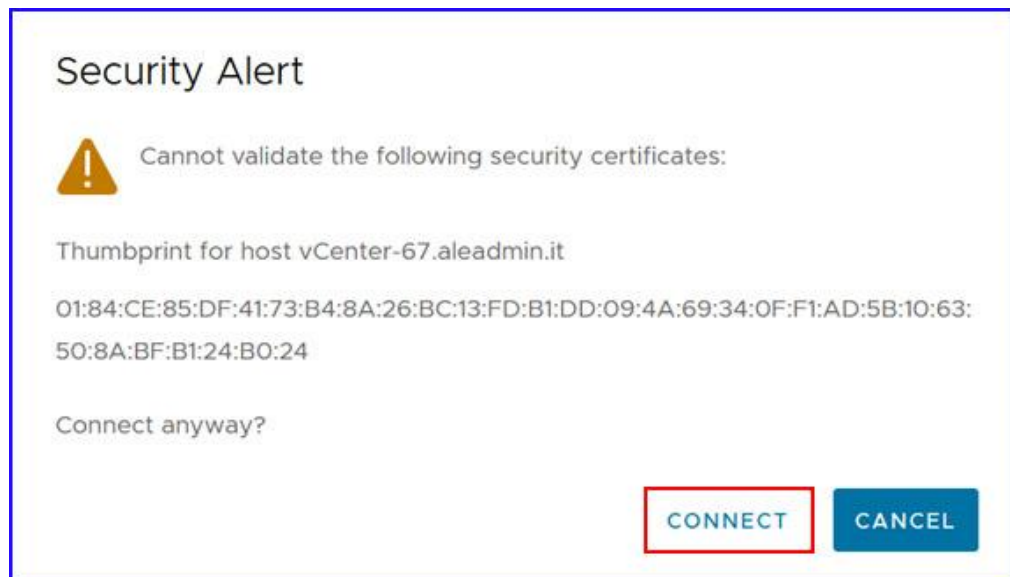 Security Alert
Cannot validate the following security certificates:
Thumbprint for host vCenter-67.aleadmin.it
01:84:CE:85:DF:41:73:B4:8A:26:BC:13:FD:B1:DD:09:4A:69:34:0F:F1:AD:5B:10:63:
50:8A:BF:B1:24:B0:24
Connect anyway?
CONNECT
CANCEL